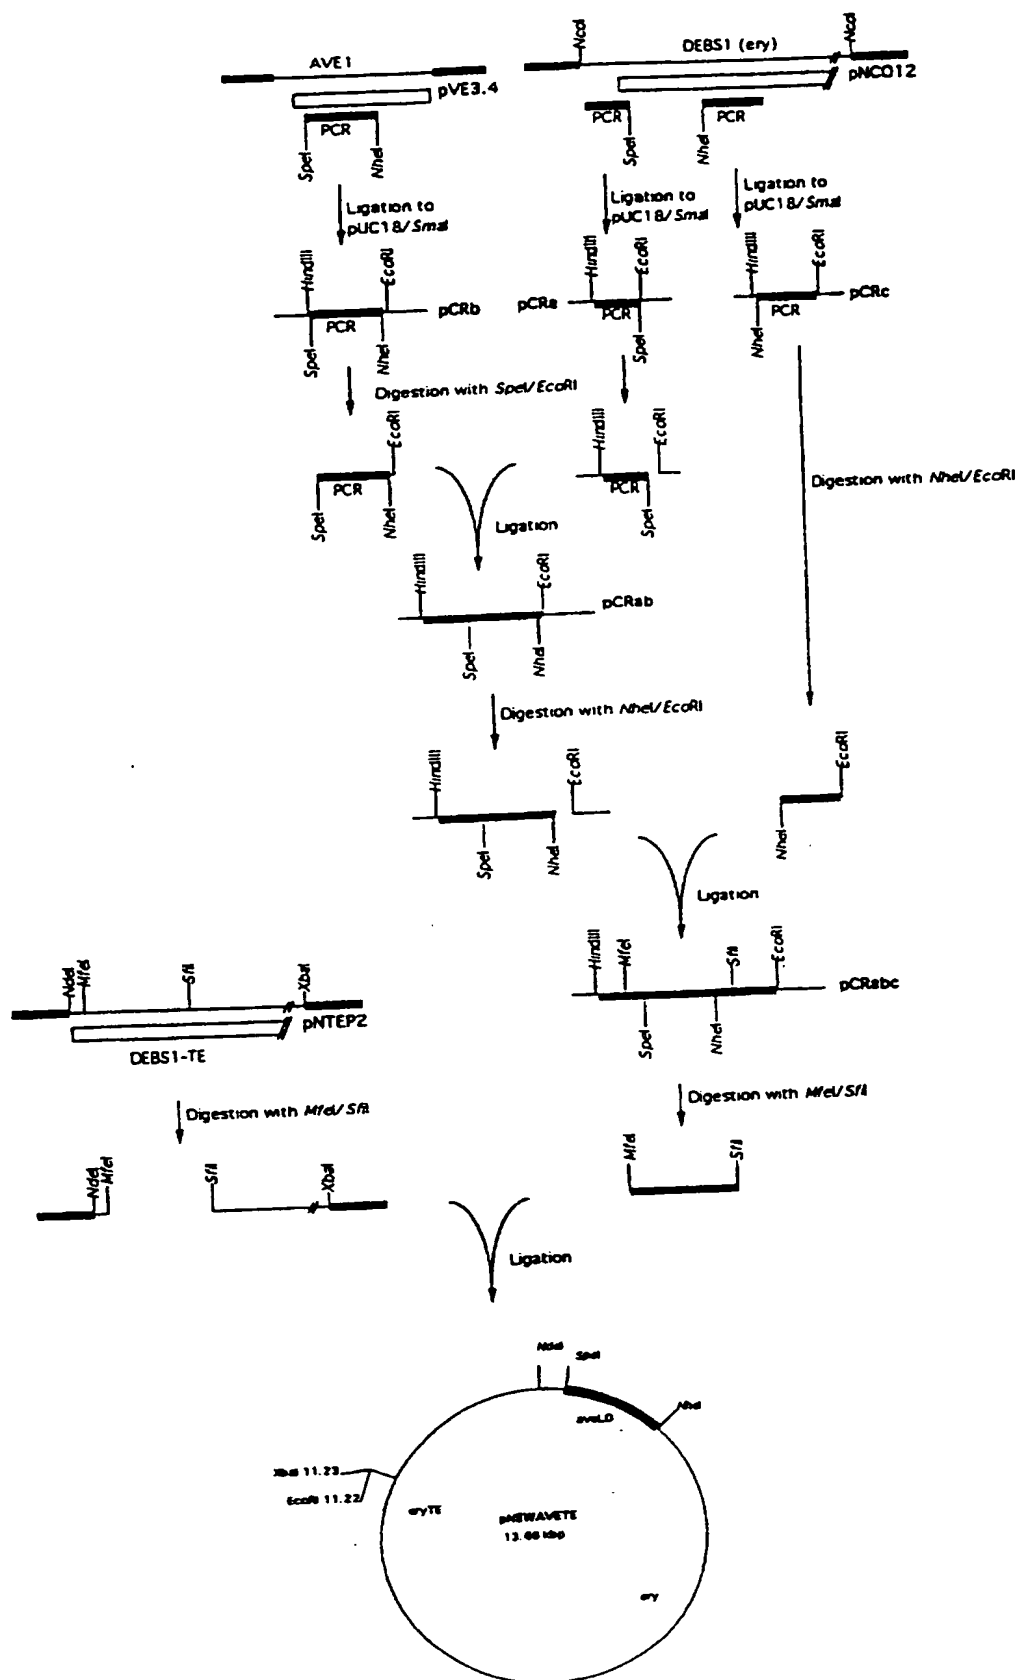 NcoI
DEBS1 (ery)
NcoI
AVE1
pVE3.4
pNCO12
PCR
PCR
PCR
SpeI
NheI
SpeI
NheI
Ligation to
pUC18/SmaI
Ligation to
pUC18/SmaI
Ligation to
pUC18/SmaI
HindIII
EcoRI
HindIII
EcoRI
HindIII
EcoRI
pCRb
pCRa
pCRc
PCR
PCR
PCR
SpeI
NheI
SpeI
NheI
Digestion with SpeI/EcoRI
EcoRI
HindIII
EcoRI
Digestion with NheI/EcoRI
PCR
PCR
SpeI
NheI
SpeI
Ligation
HindIII
EcoRI
pCRab
SpeI
NheI
Digestion with NheI/EcoRI
HindIII
EcoRI
EcoRI
SpeI
NheI
NheI
Ligation
HindIII
MfeI
SfiI
EcoRI
pCRabc
SpeI
NheI
NdeI
MfeI
SfiI
XbaI
pNTEP2
DEBS1-TE
Digestion with MfeI/SfiI
Digestion with MfeI/SfiI
NdeI
MfeI
SfiI
XbaI
MfeI
SfiI
Ligation
NdeI
SpeI
aveLD
NheI
XbaI 11.23
EcoRI 11.22
eryTE
pNEWAVETE
13.66 kbp
ery